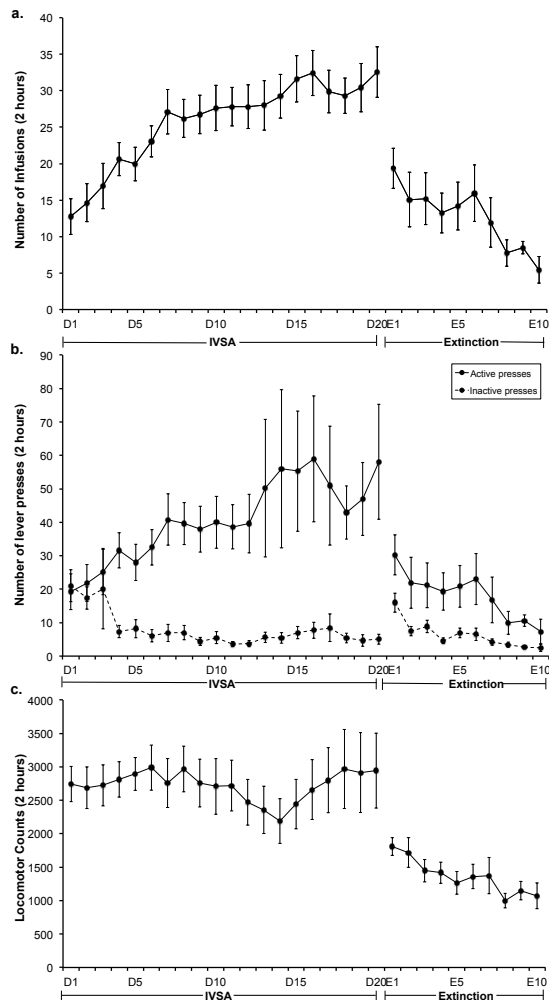 a.
Number of Infusions (2 hours)
40
35
30
25
20
15
10
5
0
D1 D5 D10 D15 D20 E1 E5 E10
IVSA Extinction
b.
Number of lever presses (2 hours)
90
80
70
60
50
40
30
20
10
0
Active presses
Inactive presses
D1 D5 D10 D15 D20 E1 E5 E10
IVSA Extinction
c.
Locomotor Counts (2 hours)
4000
3500
3000
2500
2000
1500
1000
500
0
D1 D5 D10 D15 D20 E1 E5 E10
IVSA Extinction